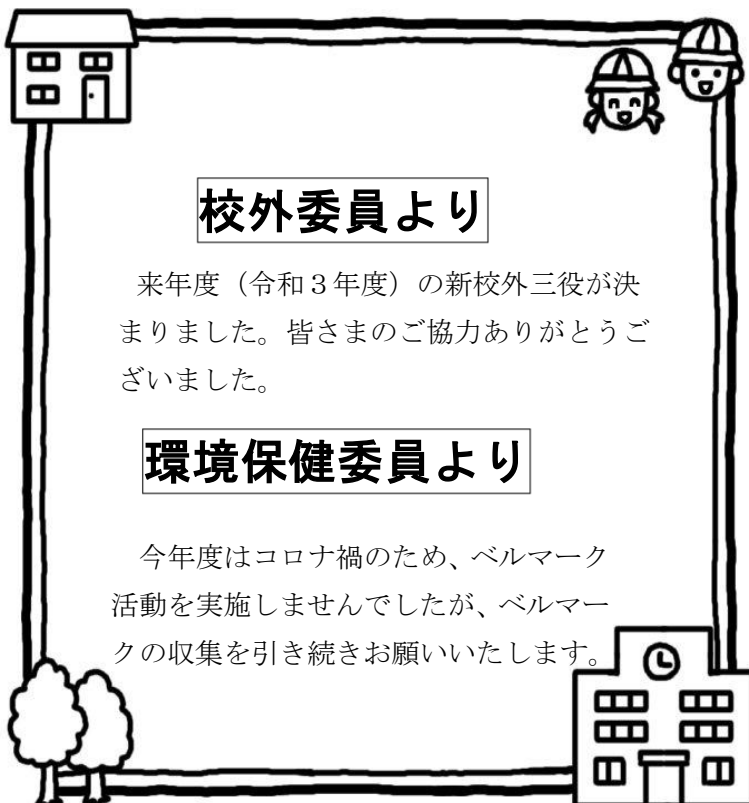 校外委員より
来年度（令和３年度）の新校外三役が決
まりました。皆さまのご協力ありがとうご
ざいました。
環境保健委員より
今年度はコロナ禍のため、ベルマーク
活動を実施しませんでしたが、ベルマー
クの収集を引き続きお願いいたします。